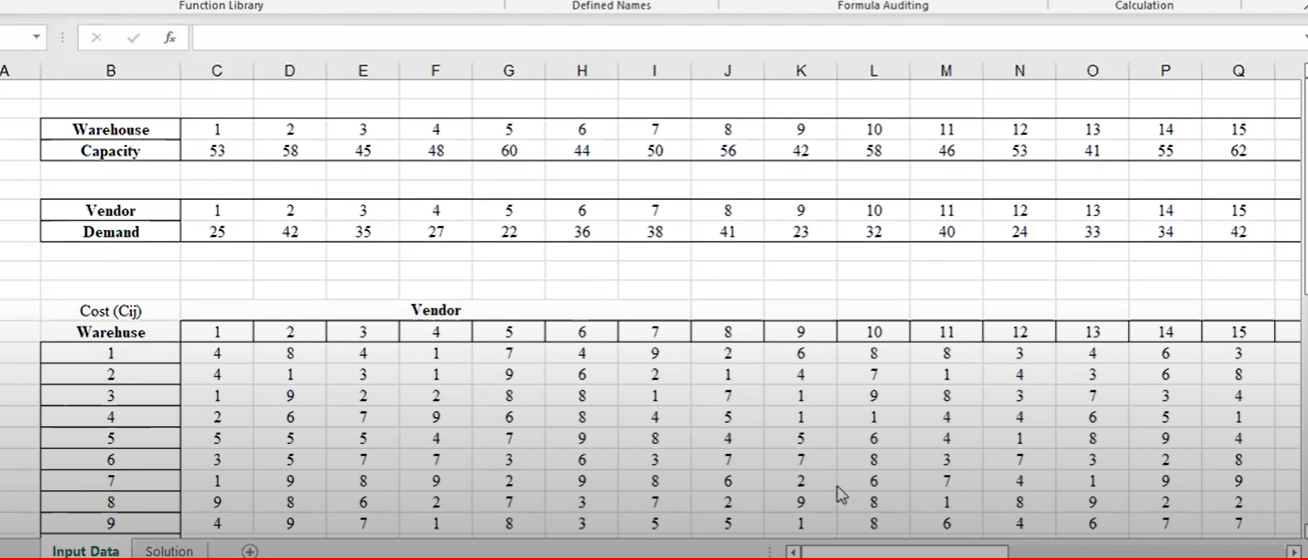 Function Library Defined Names Formula Auditing Calculation
fx
A B C D E F G H I J K L M N O P Q
Warehouse 1 2 3 4 5 6 7 8 9 10 11 12 13 14 15
Capacity 53 58 45 48 60 44 50 56 42 58 46 53 41 55 62
Vendor 1 2 3 4 5 6 7 8 9 10 11 12 13 14 15
Demand 25 42 35 27 22 36 38 41 23 32 40 24 33 34 42
Cost (Cij) Vendor
Warehuse 1 2 3 4 5 6 7 8 9 10 11 12 13 14 15
1 4 8 4 1 7 4 9 2 6 8 8 3 4 6 3
2 4 1 3 1 9 6 2 1 4 7 1 4 3 6 8
3 1 9 2 2 8 8 1 7 1 9 8 3 7 3 4
4 2 6 7 9 6 8 4 5 1 1 4 4 6 5 1
5 5 5 5 4 7 9 8 4 5 6 4 1 8 9 4
6 3 5 7 7 3 6 3 7 7 8 3 7 3 2 8
7 1 9 8 9 2 9 8 6 2 6 7 4 1 9 9
8 9 8 6 2 7 3 7 2 9 8 1 8 9 2 2
9 4 9 7 1 8 3 5 5 1 8 6 4 6 7 7
Input Data Solution